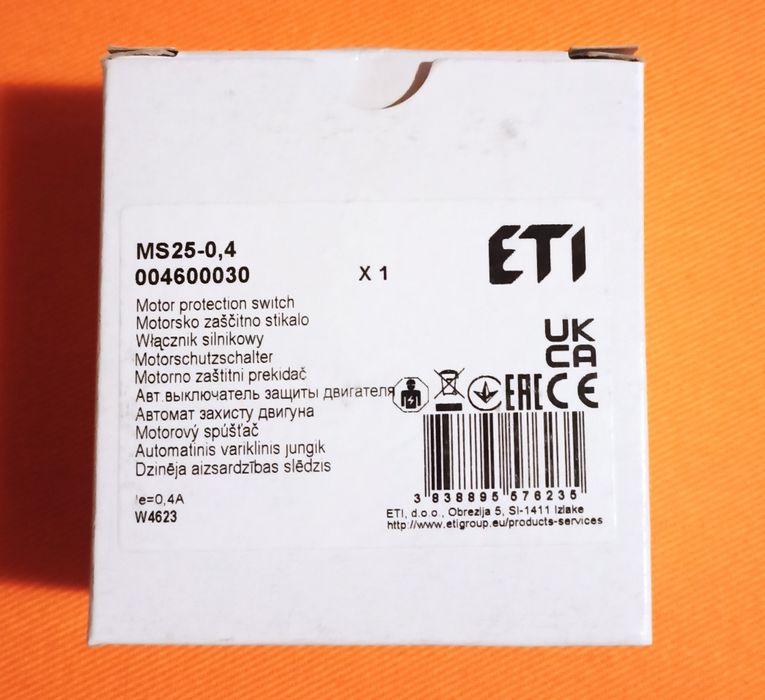 MS25-0,4
004600030
X 1
ETI
Motor protection switch
Motorsko zaščitno stikalo
Włącznik silnikowy
Motorschutzschalter
Motorno zaštitni prekidač
Авт.выключатель защиты двигателя
Автомат захисту двигуна
Motorový spúšťač
Automatinis variklinis jungik
Dzinēja aizsardzības slēdzis
UK
CA
EAC CE
3 838895 576235
Ie=0,4A
W4623
ETI, d.o.o., Obrezija 5, SI-1411 Izlake
http://www.etigroup.eu/products-services